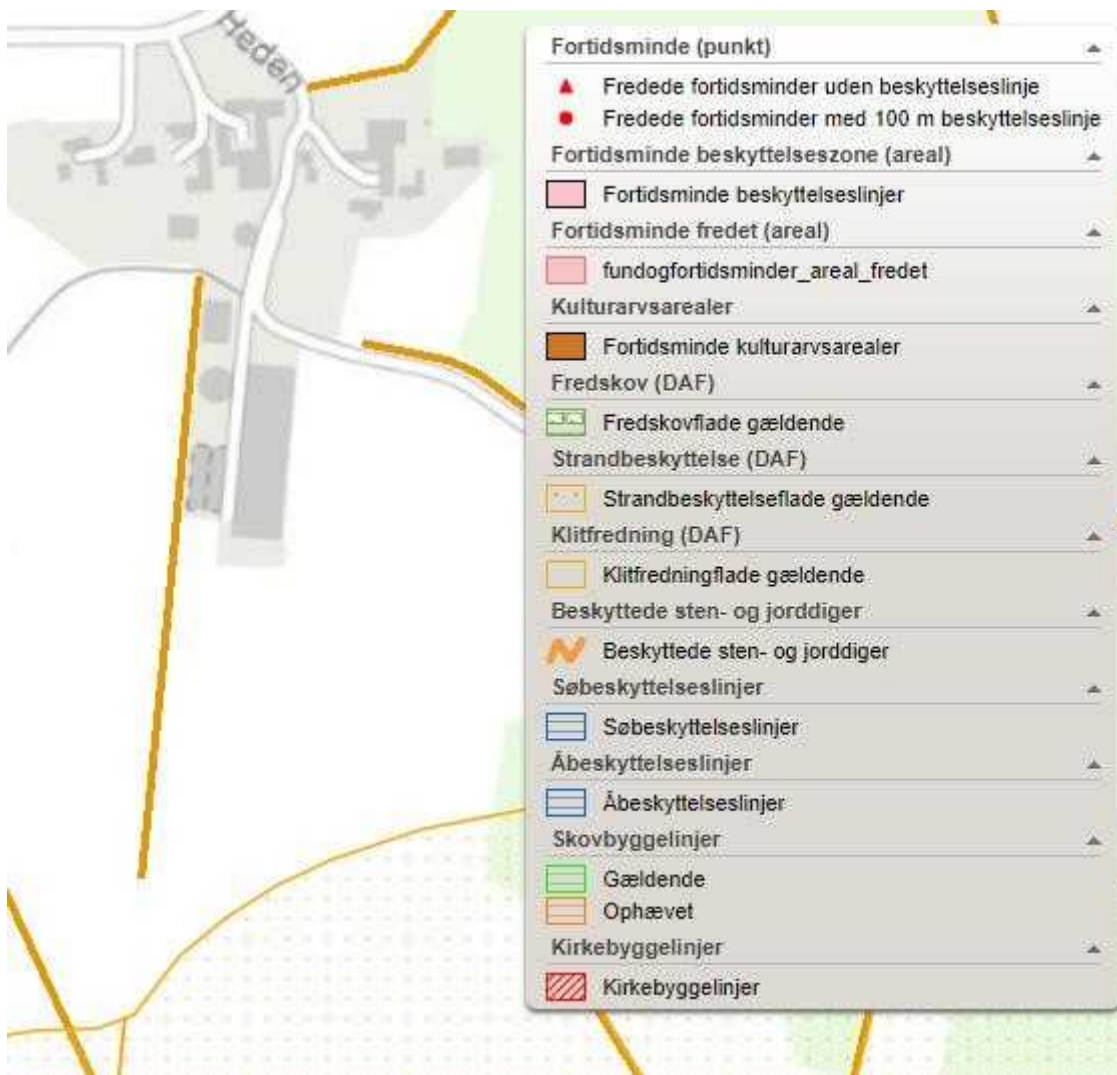 Heden
Fortidsminde (punkt)
Fredede fortidsminder uden beskyttelseslinje
Fredede fortidsminder med 100 m beskyttelseslinje
Fortidsminde beskyttelseszone (areal)
Fortidsminde beskyttelseslinjer
Fortidsminde fredet (areal)
fundogfortidsminder_areal_fredet
Kulturarvsarealer
Fortidsminde kulturarvsarealer
Fredskov (DAF)
Fredskovflade gældende
Strandbeskyttelse (DAF)
Strandbeskyttelseflade gældende
Klitfredning (DAF)
Klitfredningflade gældende
Beskyttede sten- og jorddiger
Beskyttede sten- og jorddiger
Søbeskyttelseslinjer
Søbeskyttelseslinjer
Åbeskyttelseslinjer
Åbeskyttelseslinjer
Skovbyggelinjer
Gældende
Ophævet
Kirkebyggelinjer
Kirkebyggelinjer